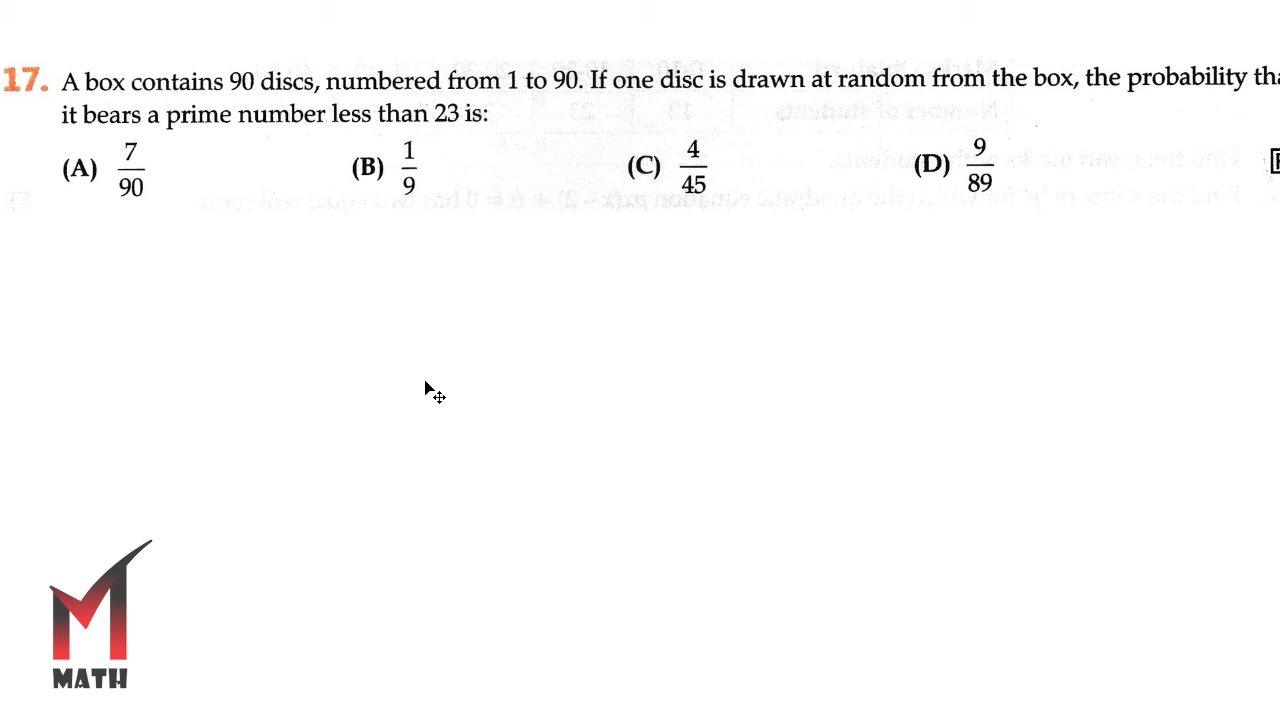 17. A box contains 90 discs, numbered from 1 to 90. If one disc is drawn at random from the box, the probability tha
it bears a prime number less than 23 is:
(A) 7/90 (B) 1/9 (C) 4/45 (D) 9/89
MATH